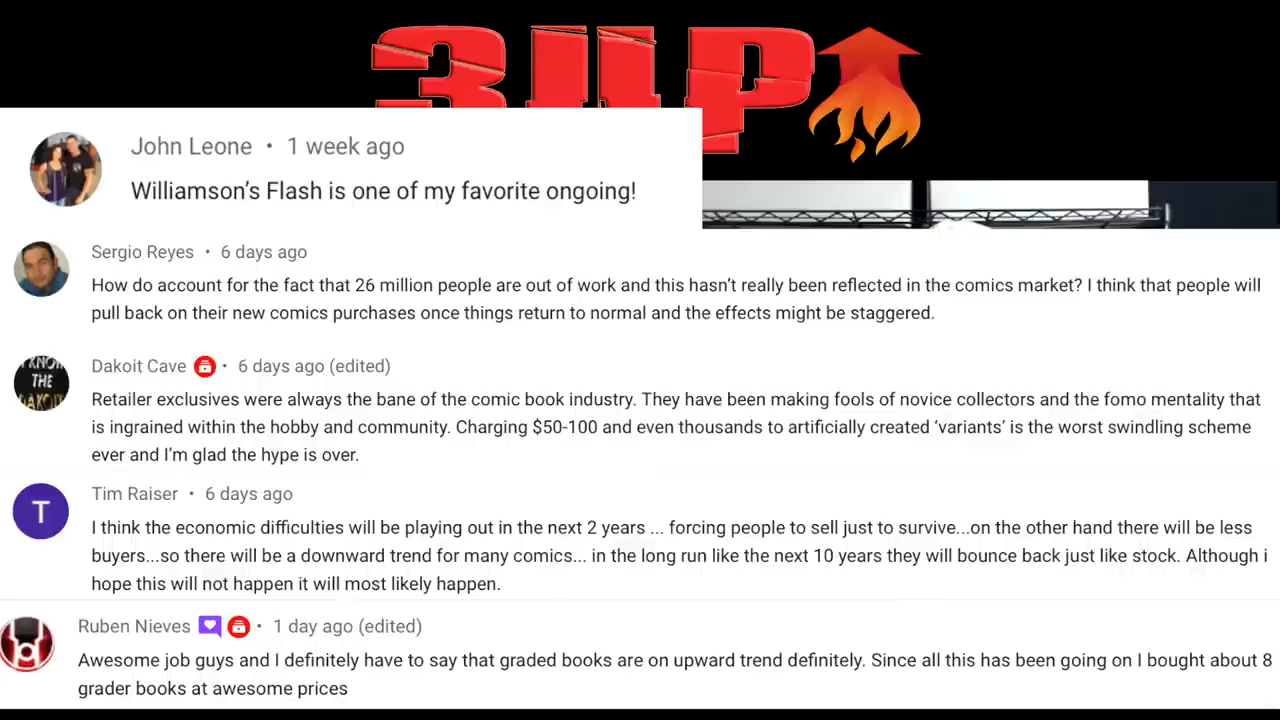 3UP
John Leone • 1 week ago
Williamson’s Flash is one of my favorite ongoing!
Sergio Reyes • 6 days ago
How do account for the fact that 26 million people are out of work and this hasn’t really been reflected in the comics market? I think that people will
pull back on their new comics purchases once things return to normal and the effects might be staggered.
KNOW
THE
DAKOIT
Dakoit Cave • 6 days ago (edited)
Retailer exclusives were always the bane of the comic book industry. They have been making fools of novice collectors and the fomo mentality that
is ingrained within the hobby and community. Charging $50-100 and even thousands to artificially created ‘variants’ is the worst swindling scheme
ever and I’m glad the hype is over.
T
Tim Raiser • 6 days ago
I think the economic difficulties will be playing out in the next 2 years ... forcing people to sell just to survive...on the other hand there will be less
buyers...so there will be a downward trend for many comics... in the long run like the next 10 years they will bounce back just like stock. Although i
hope this will not happen it will most likely happen.
Ruben Nieves • 1 day ago (edited)
Awesome job guys and I definitely have to say that graded books are on upward trend definitely. Since all this has been going on I bought about 8
grader books at awesome prices